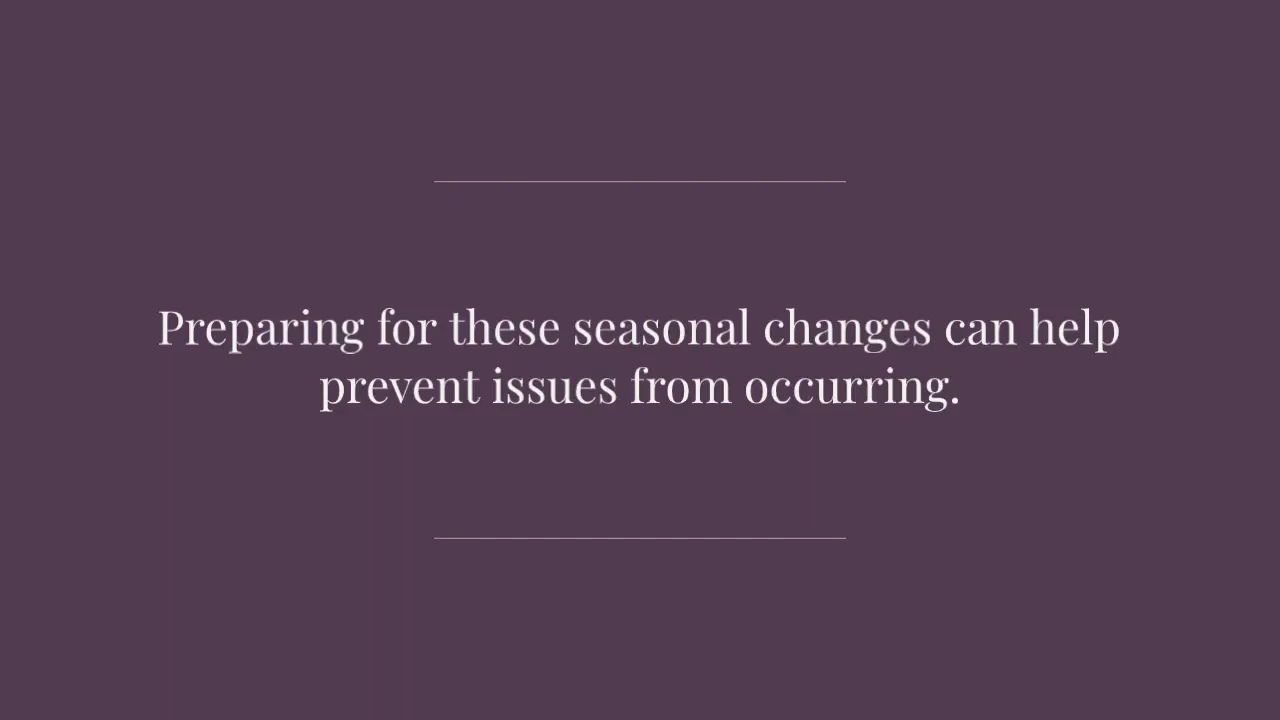 Preparing for these seasonal changes can help
prevent issues from occurring.